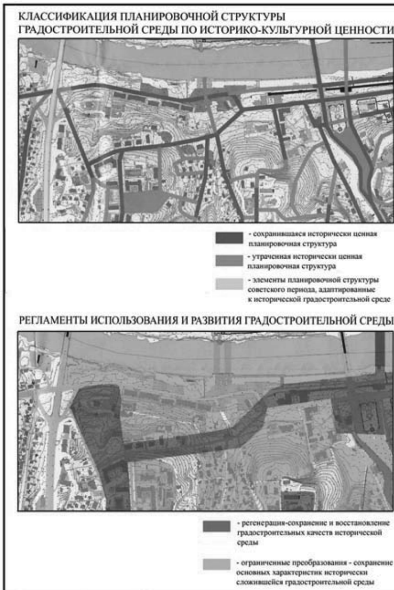 КЛАССИФИКАЦИЯ ПЛАНИРОВОЧНОЙ СТРУКТУРЫ
ГРАДОСТРОИТЕЛЬНОЙ СРЕДЫ ПО ИСТОРИКО-КУЛЬТУРНОЙ ЦЕННОСТИ
- сохранившаяся исторически ценная
планировочная структура
- утраченная исторически ценная
планировочная структура
- элементы планировочной структуры
советского периода, адаптированные
к исторической градостроительной среде
РЕГЛАМЕНТЫ ИСПОЛЬЗОВАНИЯ И РАЗВИТИЯ ГРАДОСТРОИТЕЛЬНОЙ СРЕДЫ
- регенерация-сохранение и восстановление
градостроительных качеств исторической
среды
- ограниченные преобразования - сохранение
основных характеристик исторически
сложившейся градостроительной среды